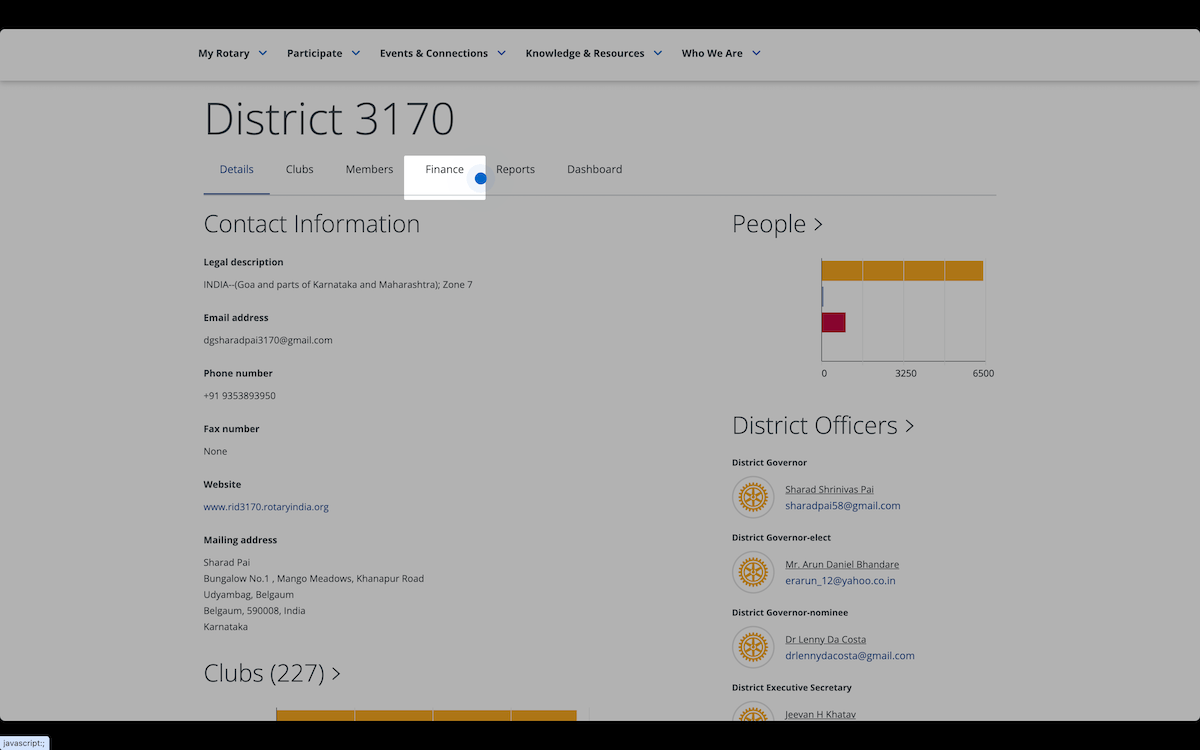 My Rotary Participate Events & Connections Knowledge & Resources Who We Are
District 3170
Details Clubs Members Finance Reports Dashboard
Contact Information
Legal description
INDIA--(Goa and parts of Karnataka and Maharashtra); Zone 7
Email address
dgsharadpai3170@gmail.com
Phone number
+91 9353893950
Fax number
None
Website
www.rid3170.rotaryindia.org
Mailing address
Sharad Pai
Bungalow No.1 , Mango Meadows, Khanapur Road
Udyambag, Belgaum
Belgaum, 590008, India
Karnataka
Clubs (227) >
People >
0 3250 6500
District Officers >
District Governor
Sharad Shrinivas Pai
sharadpai58@gmail.com
District Governor-elect
Mr. Arun Daniel Bhandare
erarun_12@yahoo.co.in
District Governor-nominee
Dr Lenny Da Costa
drlennydacosta@gmail.com
District Executive Secretary
Jeevan H Khatav
javascript:;